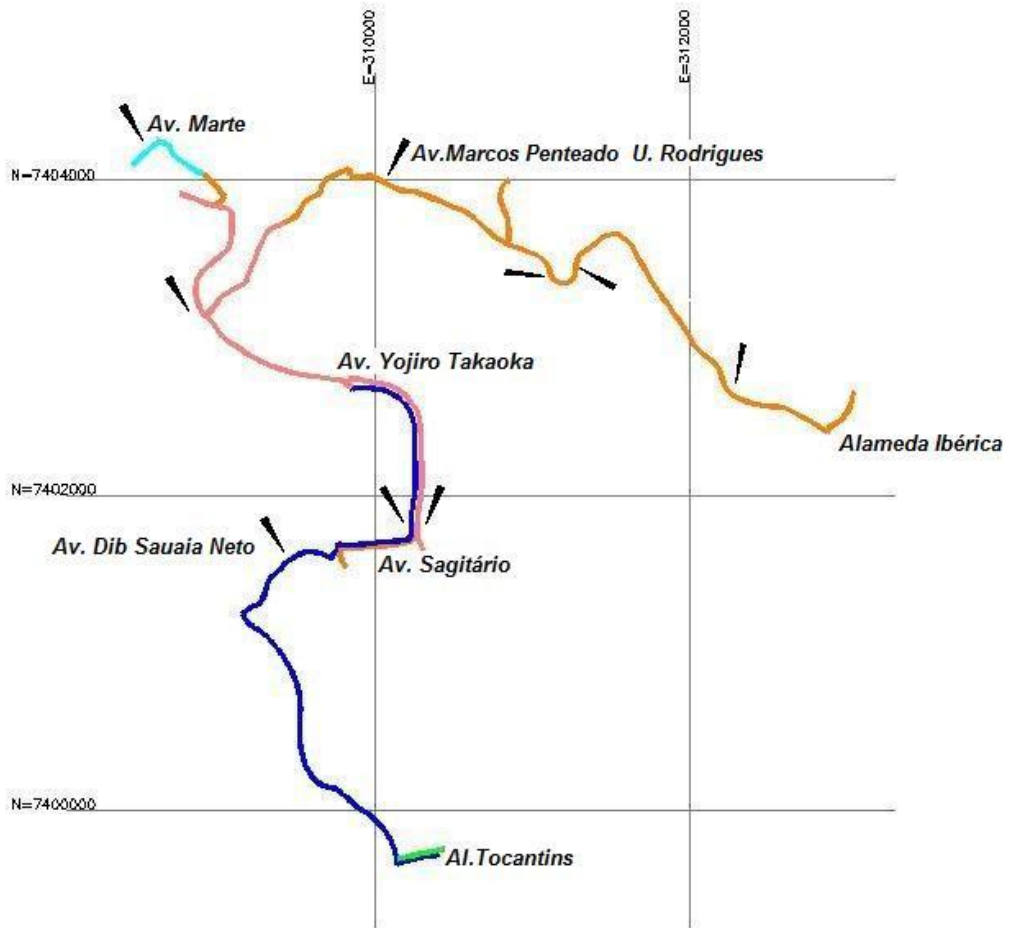 E=310000
E=312000
Av. Marte
Av.Marcos Penteado U. Rodrigues
N=7404000
Av. Yojiro Takaoka
Alameda Ibérica
N=7402000
Av. Dib Sauaia Neto
Av. Sagitário
N=7400000
Al.Tocantins